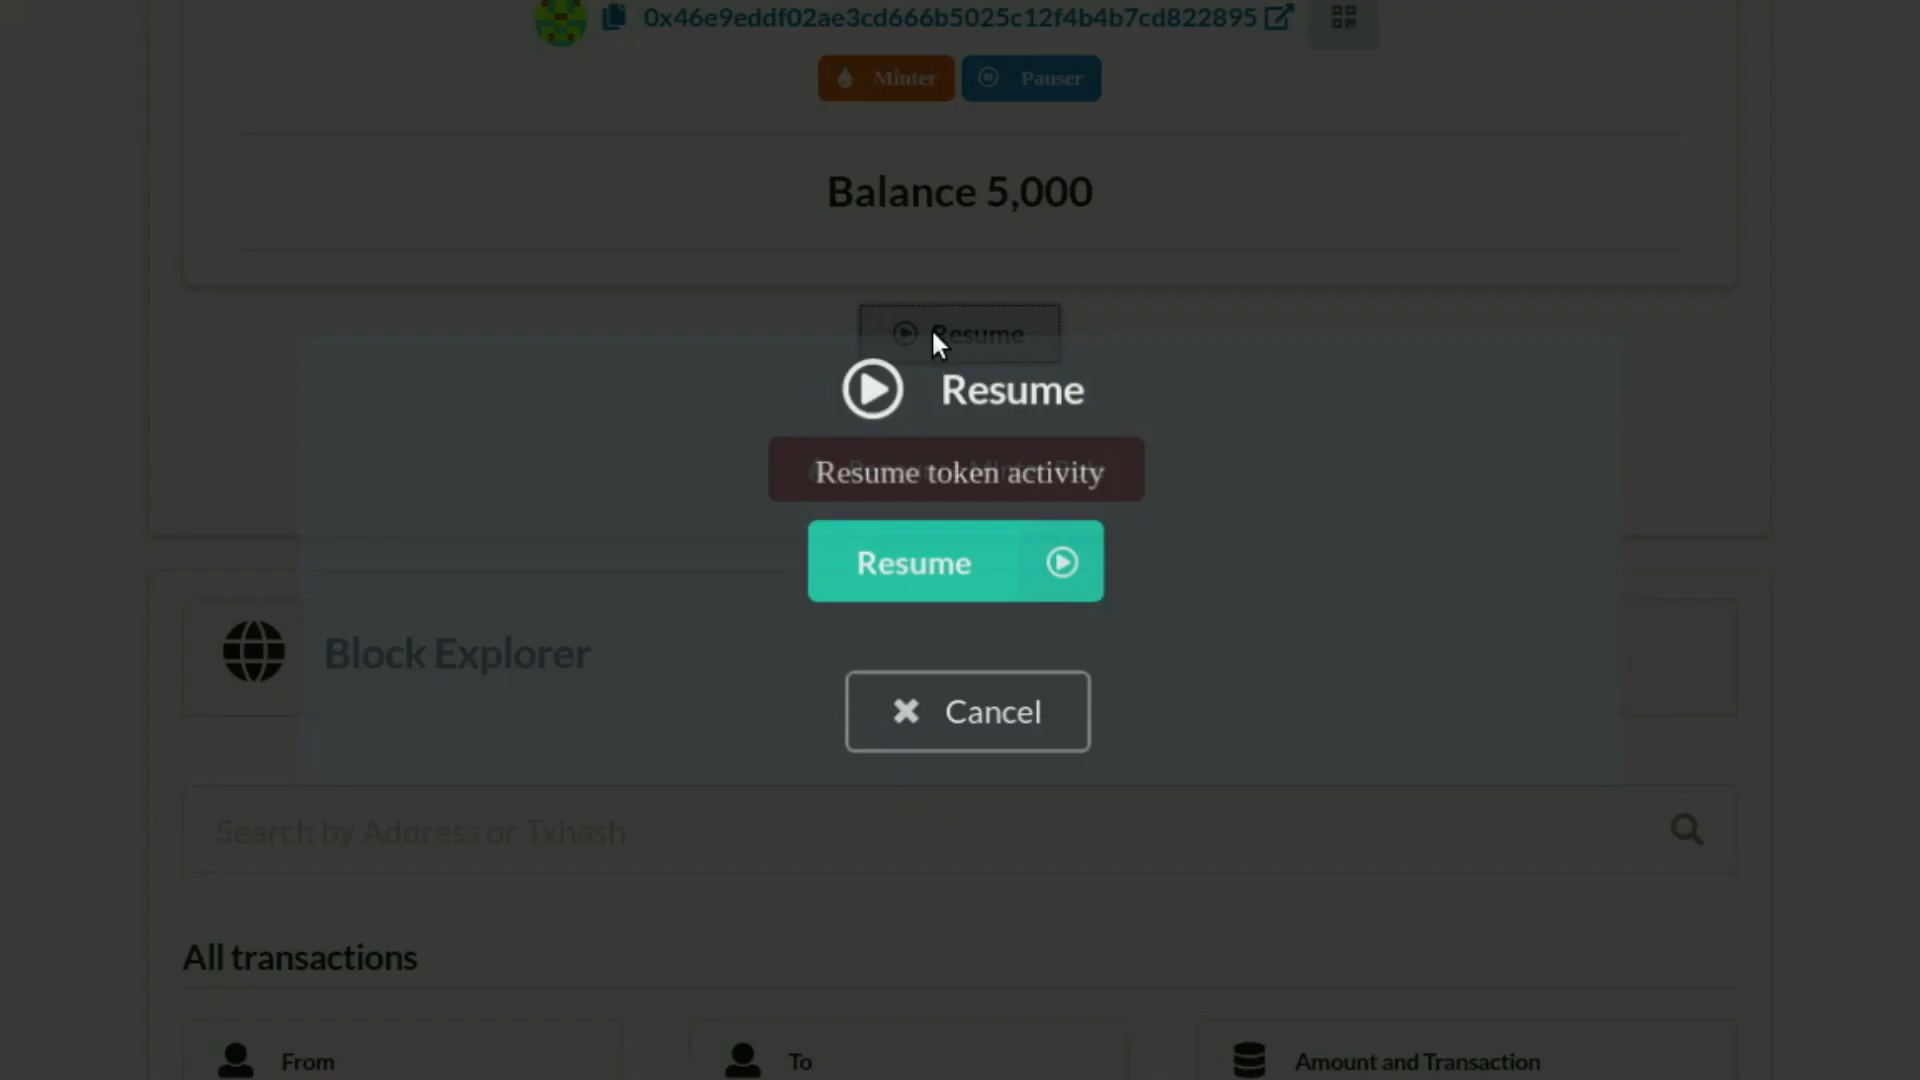 0x46e9eddf02ae3cd666b5025c12f4b4b7cd822895
Minter Pauser
Balance 5,000
Resume
Resume
Resume token activity
Resume
Block Explorer
Cancel
Search by Address or Txhash
All transactions
From To Amount and Transaction